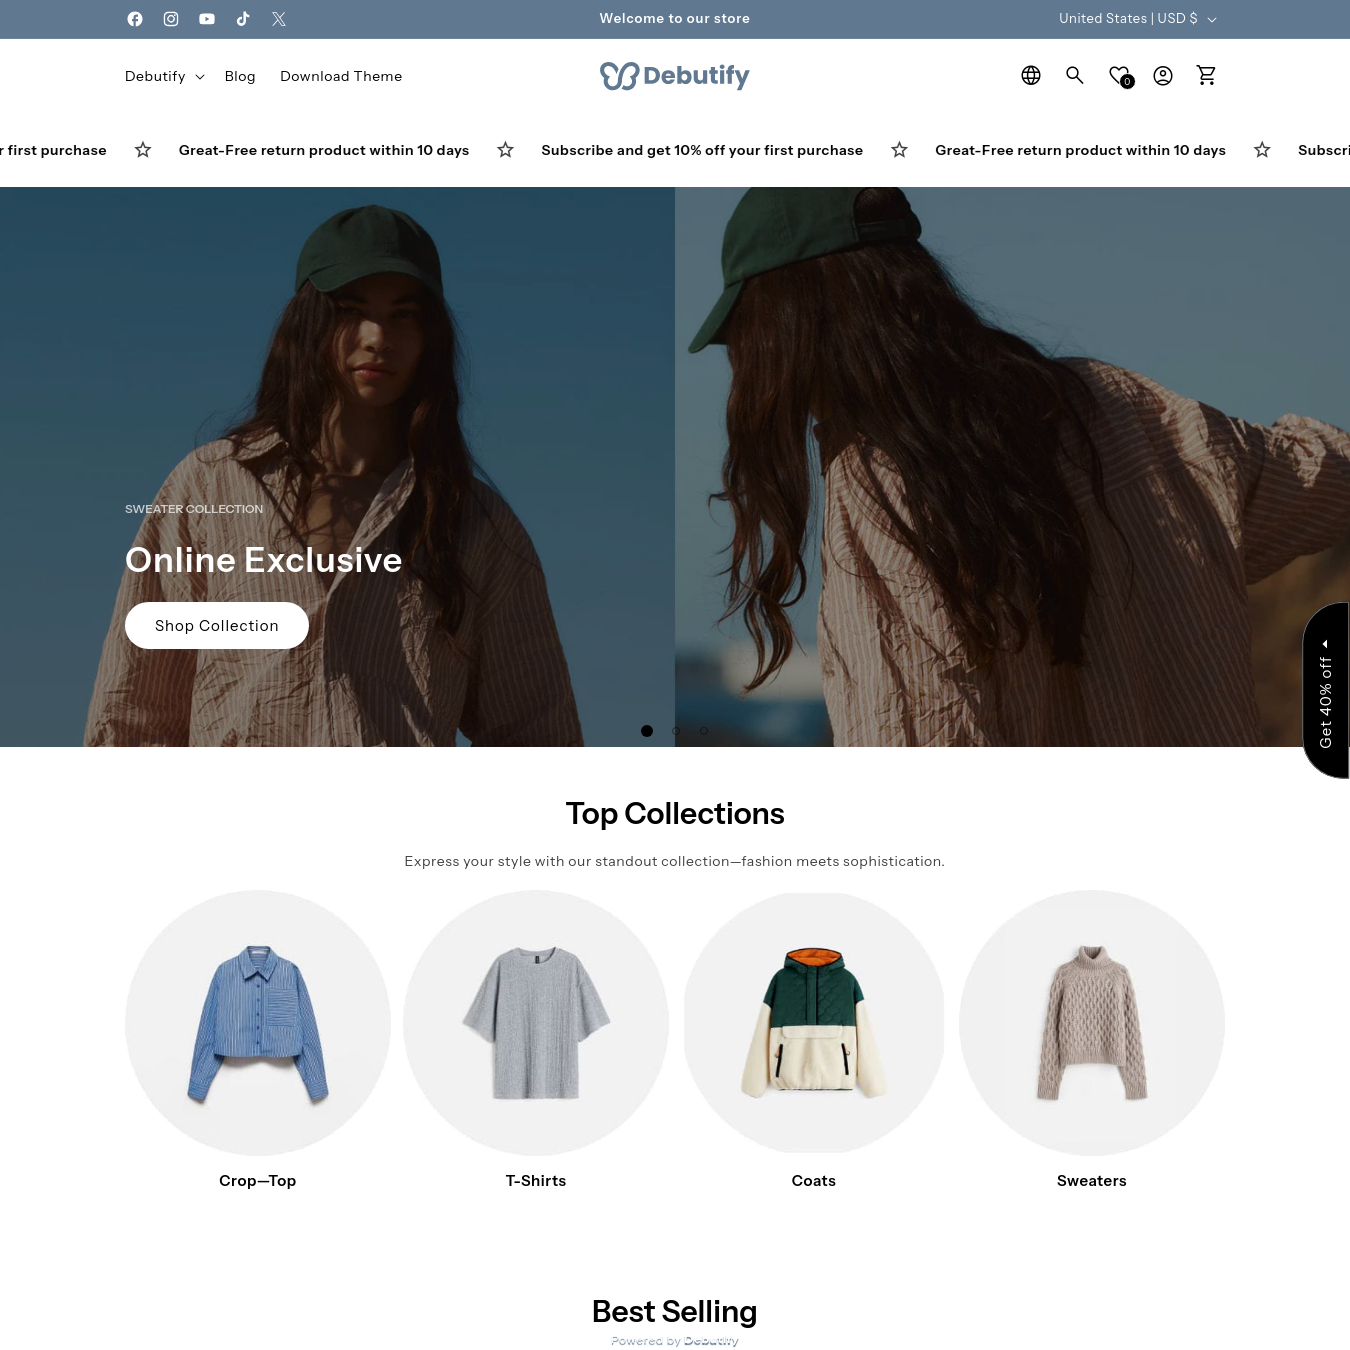 Welcome to our store
United States | USD $
Debutify
Blog
Download Theme
Debutify
0
r first purchase
Great-Free return product within 10 days
Subscribe and get 10% off your first purchase
Great-Free return product within 10 days
Subscri
SWEATER COLLECTION
Online Exclusive
Shop Collection
Get 40% off
Top Collections
Express your style with our standout collection—fashion meets sophistication.
Crop—Top
T-Shirts
Coats
Sweaters
Best Selling
Powered by Debutify